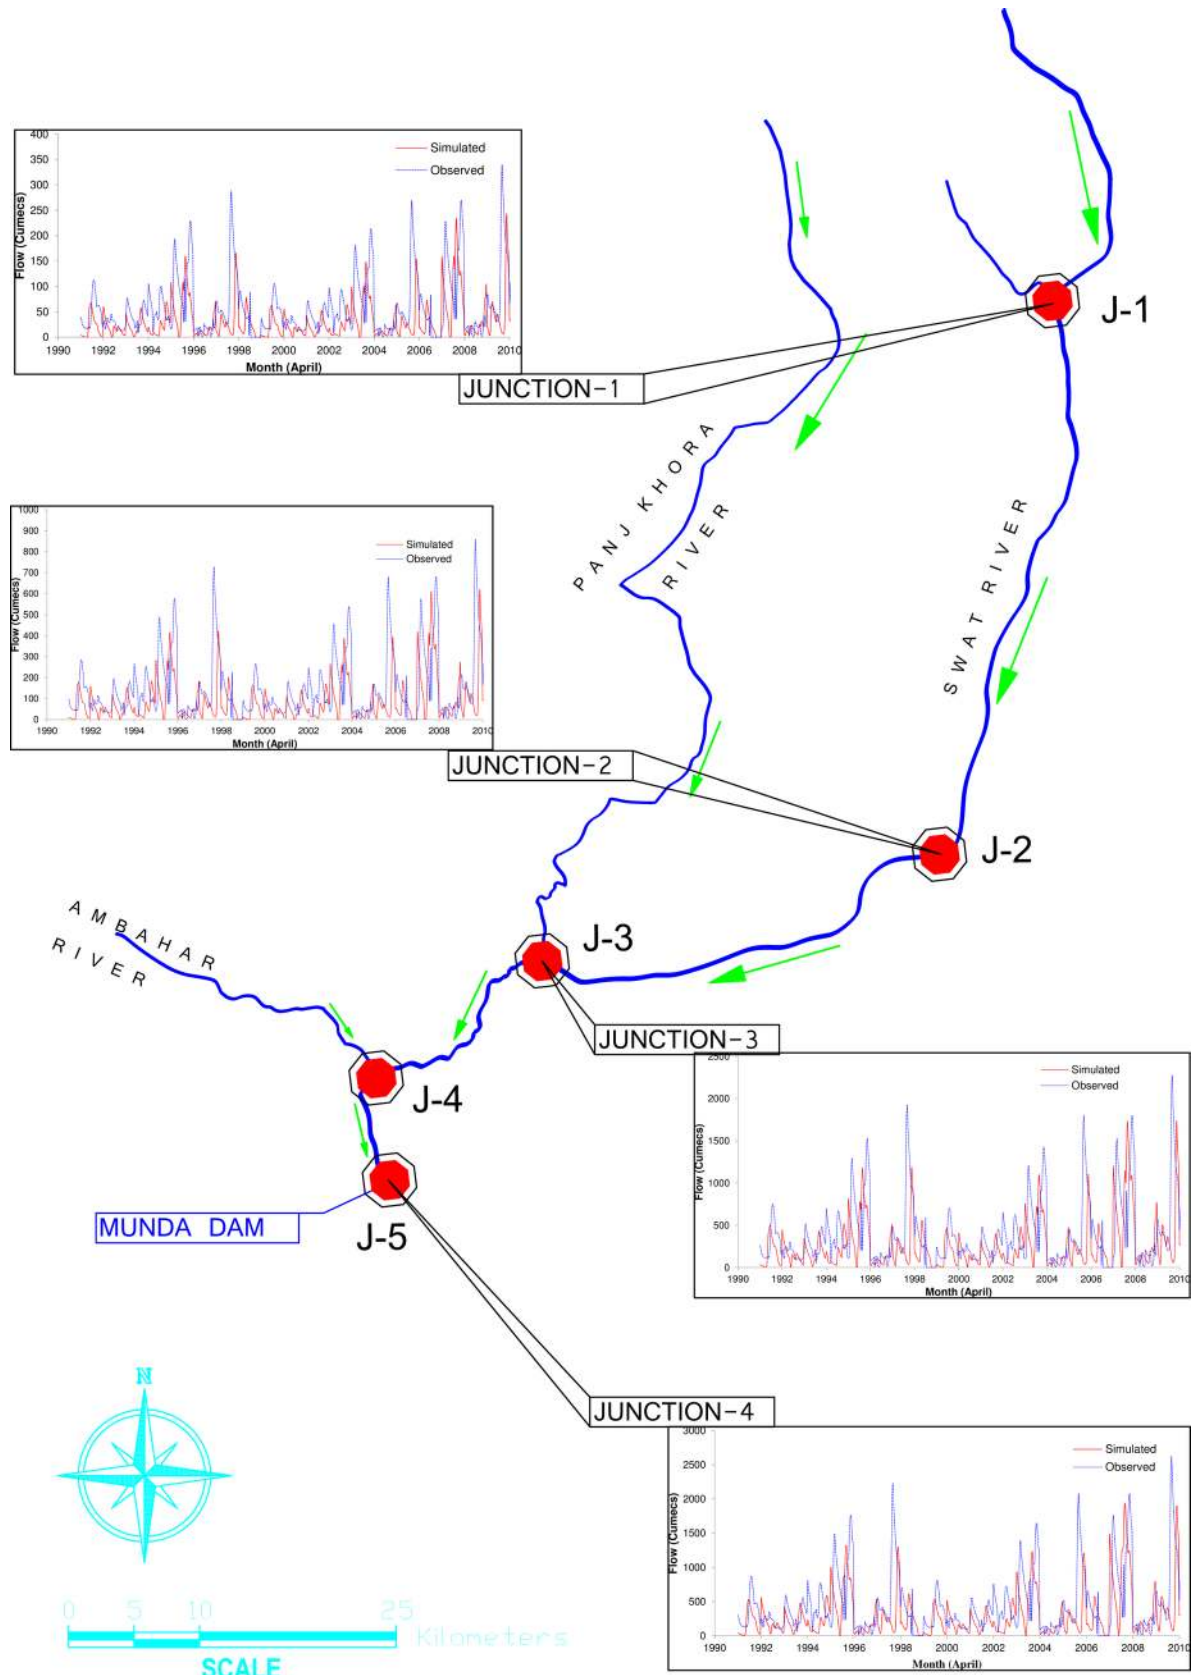 400
350
300
250
200
150
100
50
0
Flow (Cumecs)
Simulated
Observed
1990 1992 1994 1996 1998 2000 2002 2004 2006 2008 2010
Month (April)
J-1
JUNCTION-1
PANJ KHORA
RIVER
SWAT RIVER
1000
900
800
700
600
500
400
300
200
100
0
Flow (Cumecs)
Simulated
Observed
1990 1992 1994 1996 1998 2000 2002 2004 2006 2008 2010
Month (April)
JUNCTION-2
J-2
AMBAHAR
RIVER
J-3
JUNCTION-3
2500
2000
1500
1000
500
0
Flow (Cumecs)
Simulated
Observed
1990 1992 1994 1996 1998 2000 2002 2004 2006 2008 2010
Month (April)
J-4
MUNDA DAM
J-5
JUNCTION-4
3000
2500
2000
1500
1000
500
0
Flow (Cumecs)
Simulated
Observed
1990 1992 1994 1996 1998 2000 2002 2004 2006 2008 2010
Month (April)
N
0 5 10 25
Kilometers
SCALE